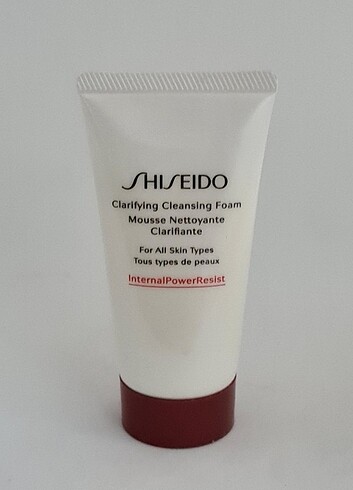 SHISEIDO
Clarifying Cleansing Foam
Mousse Nettoyante
Clarifiante
For All Skin Types
Tous types de peaux
InternalPowerResist